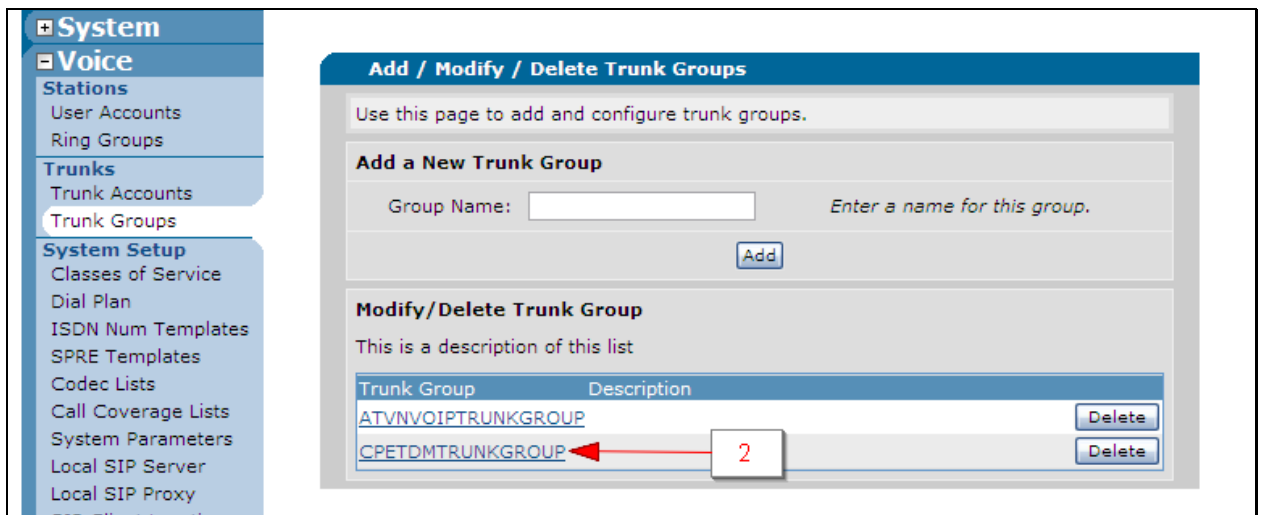 System
Voice
Stations
User Accounts
Ring Groups
Trunks
Trunk Accounts
Trunk Groups
System Setup
Classes of Service
Dial Plan
ISDN Num Templates
SPRE Templates
Codec Lists
Call Coverage Lists
System Parameters
Local SIP Server
Local SIP Proxy
Add / Modify / Delete Trunk Groups
Use this page to add and configure trunk groups.
Add a New Trunk Group
Group Name: Enter a name for this group.
Add
Modify/Delete Trunk Group
This is a description of this list
Trunk Group Description
ATVNVOIPTRUNKGROUP Delete
CPETDMTRUNKGROUP 2 Delete